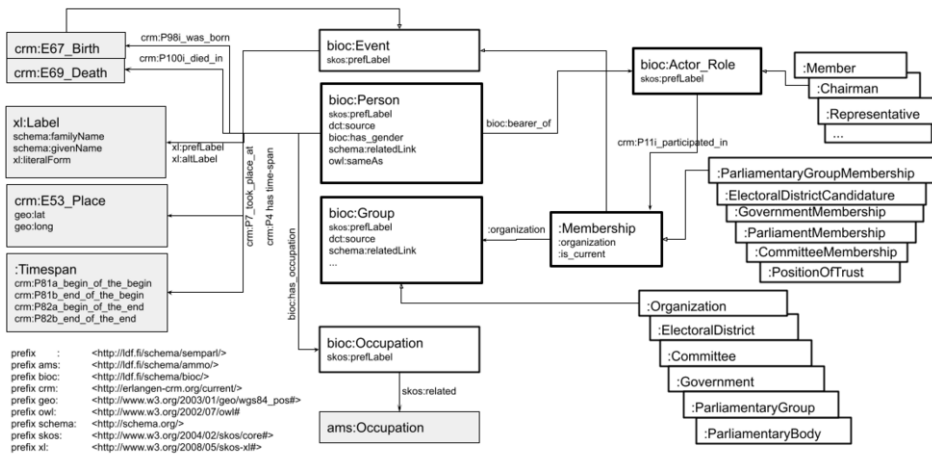 crm:E67_Birth
crm:E69_Death
crm:P98i_was_born
crm:P100i_died_in
bioc:Event
skos:prefLabel
bioc:Actor_Role
skos:prefLabel
:Member
:Chairman
:Representative
...
xl:Label
schema:familyName
schema:givenName
xl:literalForm
xl:prefLabel
xl:altLabel
bioc:Person
skos:prefLabel
dct:source
bioc:has_gender
schema:relatedLink
owl:sameAs
bioc:bearer_of
crm:P11i_participated_in
crm:E53_Place
geo:lat
geo:long
crm:P7_took_place_at
crm:P4 has time-span
bioc:has_occupation
bioc:Group
skos:prefLabel
dct:source
schema:relatedLink
...
:organization
:Membership
:organization
:is_current
:ParliamentaryGroupMembership
:ElectoralDistrictCandidature
:GovernmentMembership
:ParliamentMembership
:CommitteeMembership
:PositionOfTrust
:Timespan
crm:P81a_begin_of_the_begin
crm:P81b_end_of_the_begin
crm:P82a_begin_of_the_end
crm:P82b_end_of_the_end
:Organization
:ElectoralDistrict
:Committee
:Government
:ParliamentaryGroup
:ParliamentaryBody
bioc:Occupation
skos:prefLabel
skos:related
ams:Occupation
prefix : <http://ldf.fi/schema/semparl/>
prefix ams: <http://ldf.fi/schema/ammo/>
prefix bioc: <http://ldf.fi/schema/bioc/>
prefix crm: <http://erlangen-crm.org/current/>
prefix geo: <http://www.w3.org/2003/01/geo/wgs84_pos#>
prefix owl: <http://www.w3.org/2002/07/owl#
prefix schema: <http://schema.org/>
prefix skos: <http://www.w3.org/2004/02/skos/core#>
prefix xl: <http://www.w3.org/2008/05/skos-xl#>